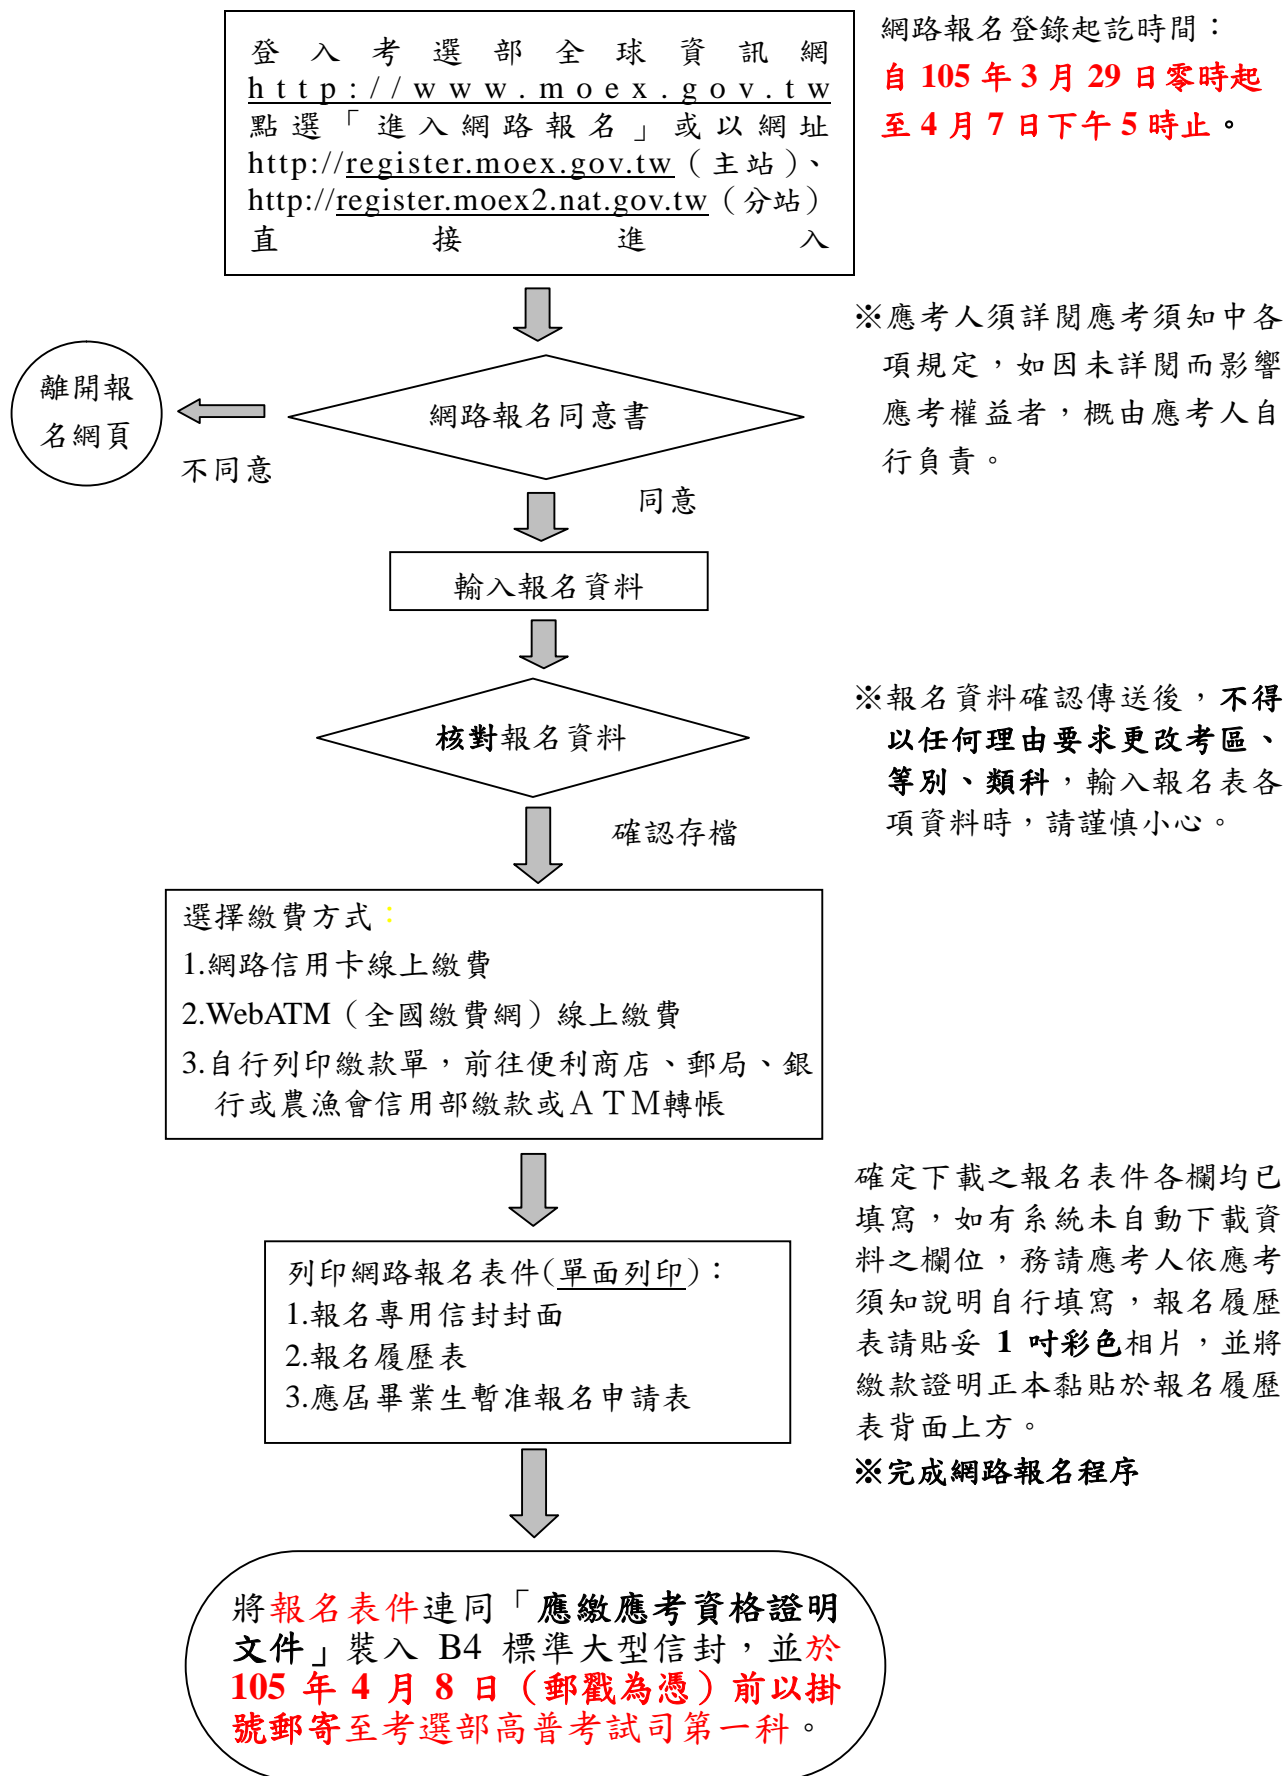 登入考選部全球資訊網
http://www.moex.gov.tw
點選「進入網路報名」或以網址
http://register.moex.gov.tw（主站）、
http://register.moex2.nat.gov.tw（分站）
直接進入
網路報名登錄起訖時間：
自 105 年 3 月 29 日零時起
至 4 月 7 日下午 5 時止。
※應考人須詳閱應考須知中各
項規定，如因未詳閱而影響
應考權益者，概由應考人自
行負責。
離開報
名網頁
不同意
網路報名同意書
同意
輸入報名資料
核對報名資料
確認存檔
※報名資料確認傳送後，不得
以任何理由要求更改考區、
等別、類科，輸入報名表各
項資料時，請謹慎小心。
選擇繳費方式：
1.網路信用卡線上繳費
2.WebATM（全國繳費網）線上繳費
3.自行列印繳款單，前往便利商店、郵局、銀
行或農漁會信用部繳款或ＡＴＭ轉帳
確定下載之報名表件各欄均已
填寫，如有系統未自動下載資
料之欄位，務請應考人依應考
須知說明自行填寫，報名履歷
表請貼妥 1 吋彩色相片，並將
繳款證明正本黏貼於報名履歷
表背面上方。
※完成網路報名程序
列印網路報名表件(單面列印)：
1.報名專用信封封面
2.報名履歷表
3.應屆畢業生暫准報名申請表
將報名表件連同「應繳應考資格證明
文件」裝入 B4 標準大型信封，並於
105 年 4 月 8 日（郵戳為憑）前以掛
號郵寄至考選部高普考試司第一科。